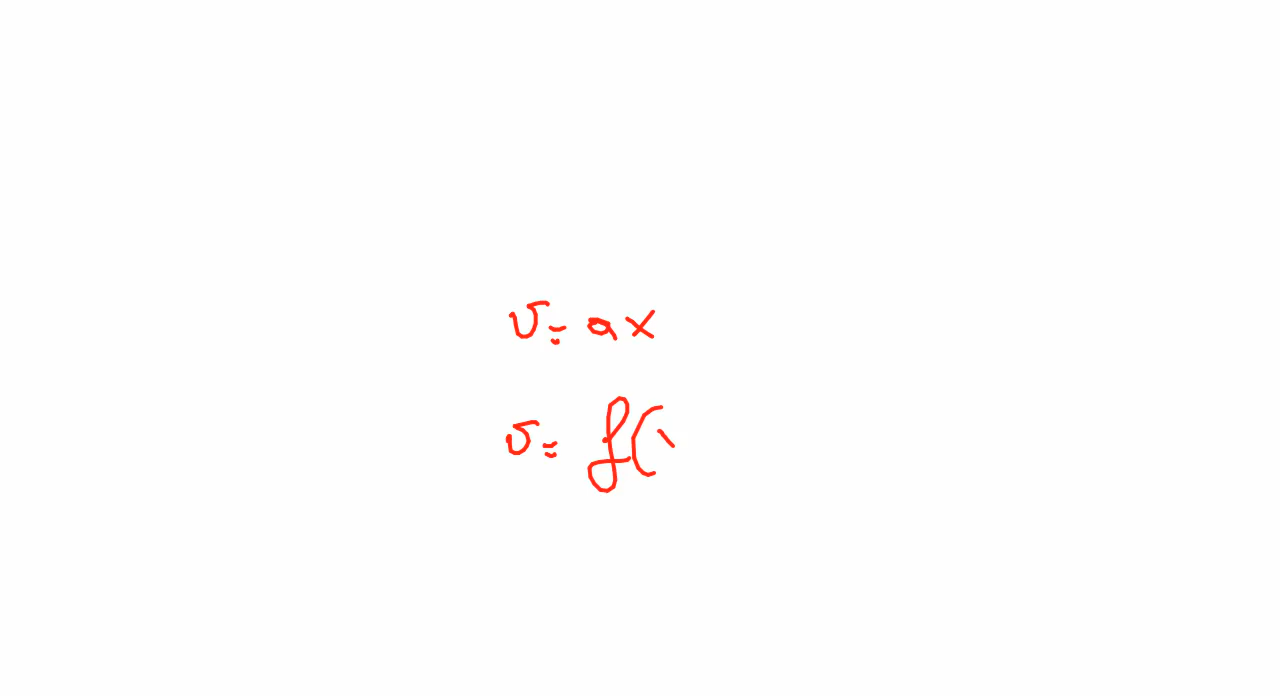 v = ax
v = f(